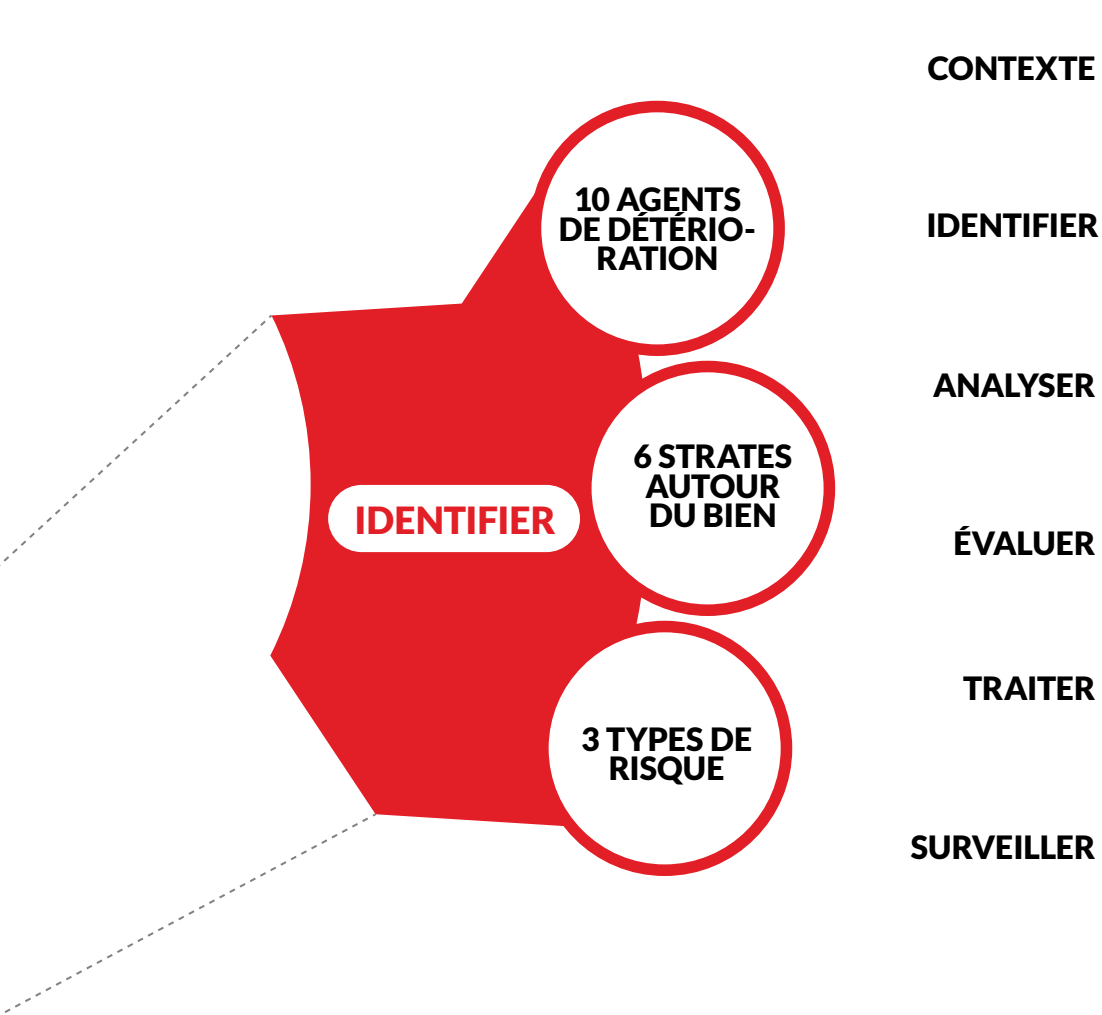 10 AGENTS
DE DÉTÉRIO-
RATION
6 STRATES
AUTOUR
DU BIEN
IDENTIFIER
3 TYPES DE
RISQUE
CONTEXTE
IDENTIFIER
ANALYSER
ÉVALUER
TRAITER
SURVEILLER